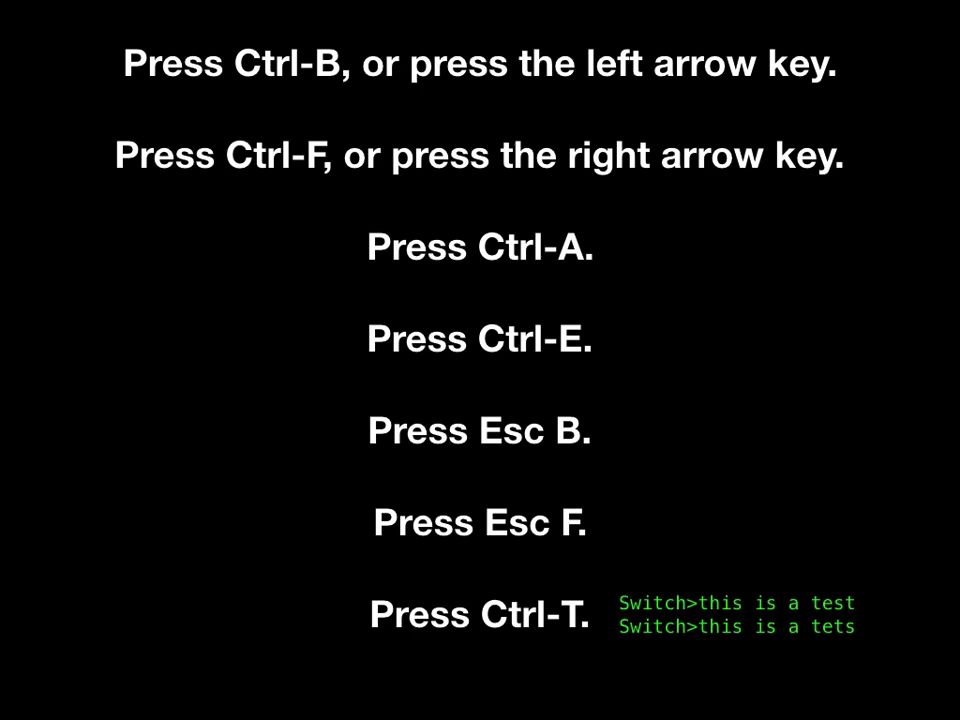 Press Ctrl-B, or press the left arrow key.
Press Ctrl-F, or press the right arrow key.
Press Ctrl-A.
Press Ctrl-E.
Press Esc B.
Press Esc F.
Press Ctrl-T.
Switch>this is a test
Switch>this is a tets